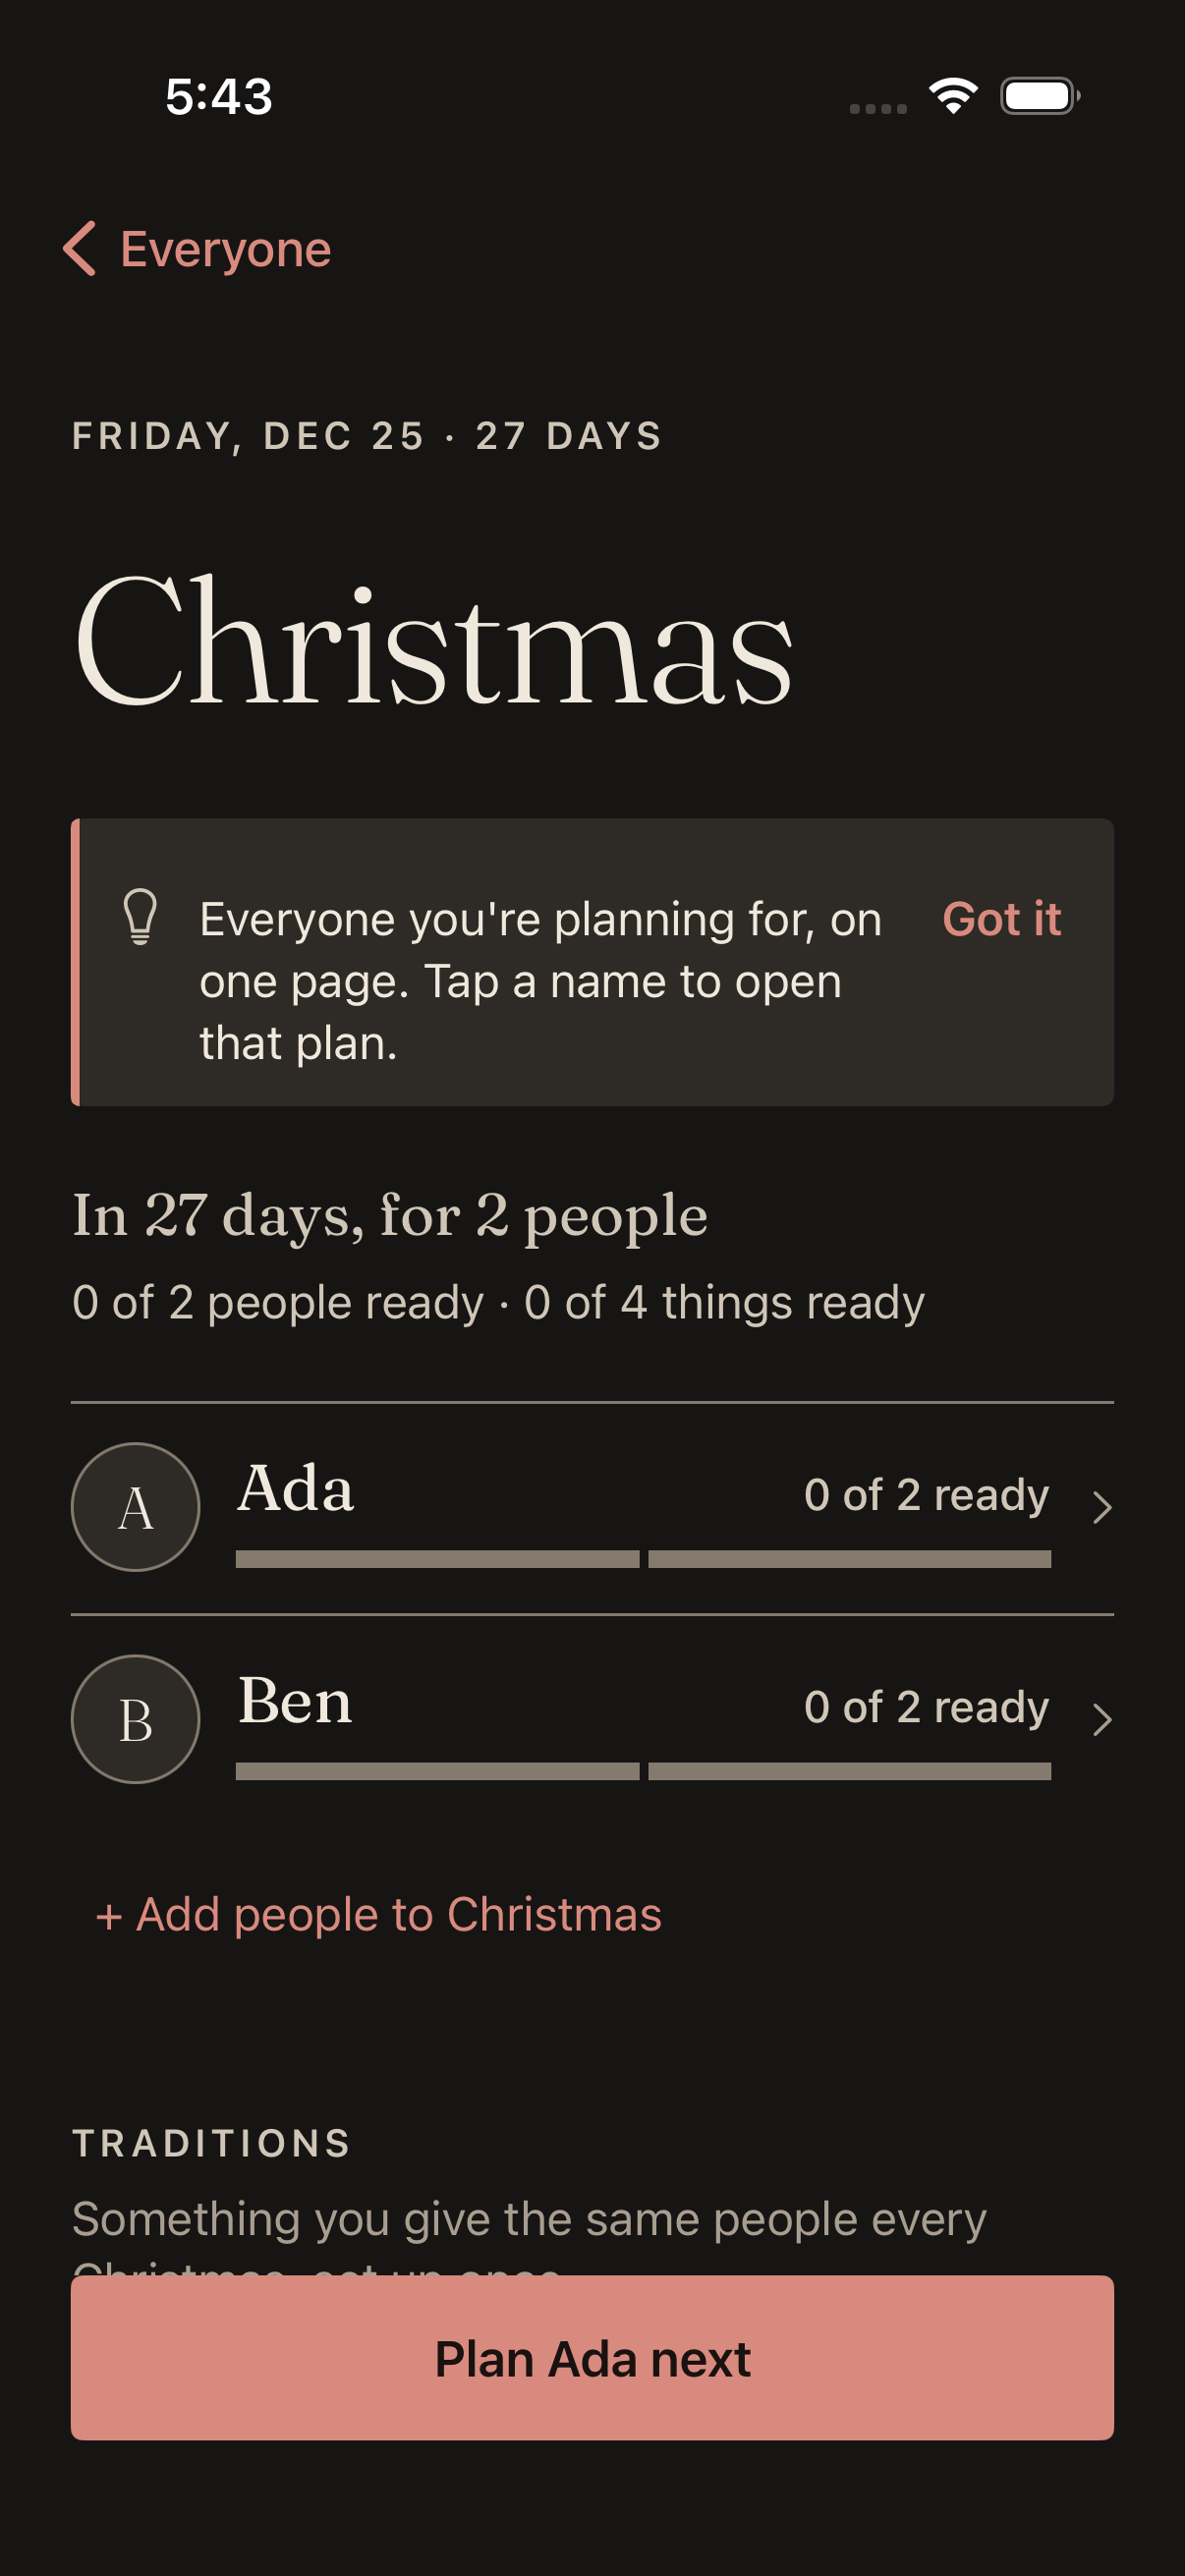 5:43
Everyone
FRIDAY, DEC 25 · 27 DAYS
Christmas
Everyone you're planning for, on
one page. Tap a name to open
that plan.
Got it
In 27 days, for 2 people
0 of 2 people ready · 0 of 4 things ready
A
Ada
0 of 2 ready
B
Ben
0 of 2 ready
+ Add people to Christmas
TRADITIONS
Something you give the same people every
Plan Ada next